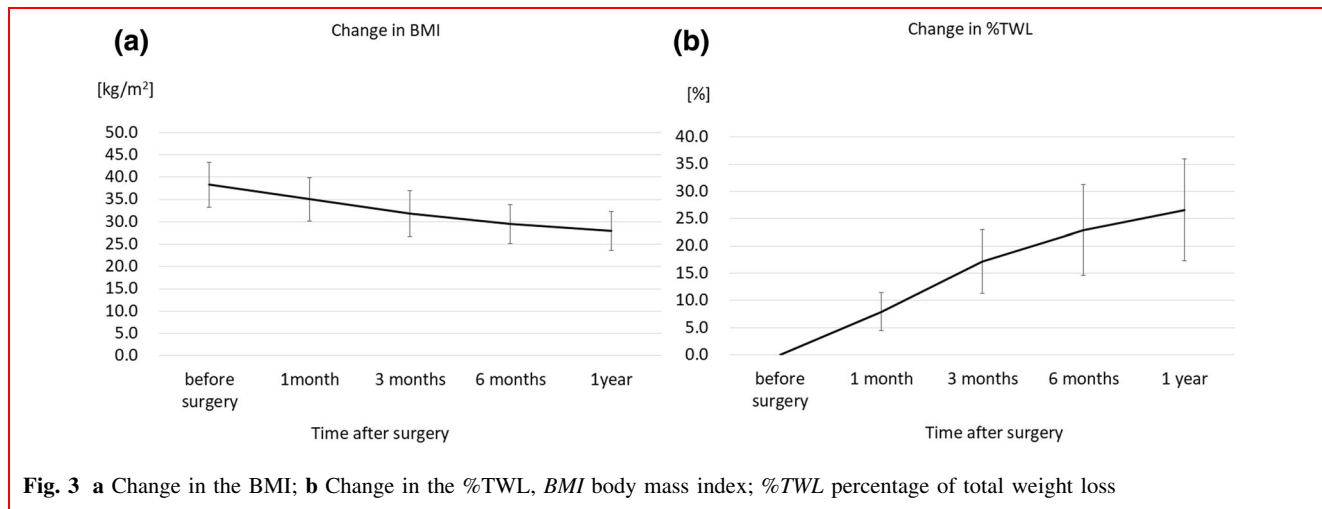 (a)
Change in BMI
[kg/m²]
50.0
45.0
40.0
35.0
30.0
25.0
20.0
15.0
10.0
5.0
0.0
before surgery
1month
3 months
6 months
1year
Time after surgery
(b)
Change in %TWL
[%]
40.0
35.0
30.0
25.0
20.0
15.0
10.0
5.0
0.0
before surgery
1 month
3 months
6 months
1 year
Time after surgery
Fig. 3 a Change in the BMI; b Change in the %TWL, BMI body mass index; %TWL percentage of total weight loss